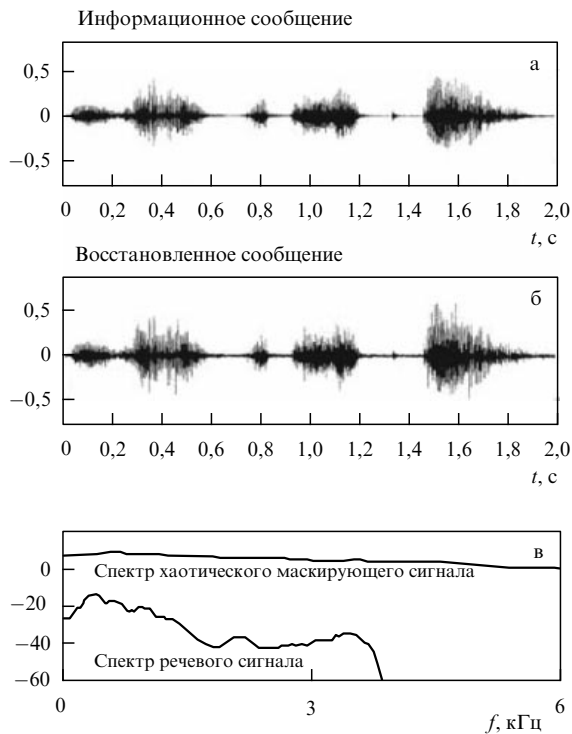 Информационное сообщение
0,5
а
0
−0,5
0 0,2 0,4 0,6 0,8 1,0 1,2 1,4 1,6 1,8 2,0
t, с
Восстановленное сообщение
0,5
б
0
−0,5
0 0,2 0,4 0,6 0,8 1,0 1,2 1,4 1,6 1,8 2,0
t, с
в
0
Спектр хаотического маскирующего сигнала
−20
−40
Спектр речевого сигнала
−60
0 3 6
f, кГц